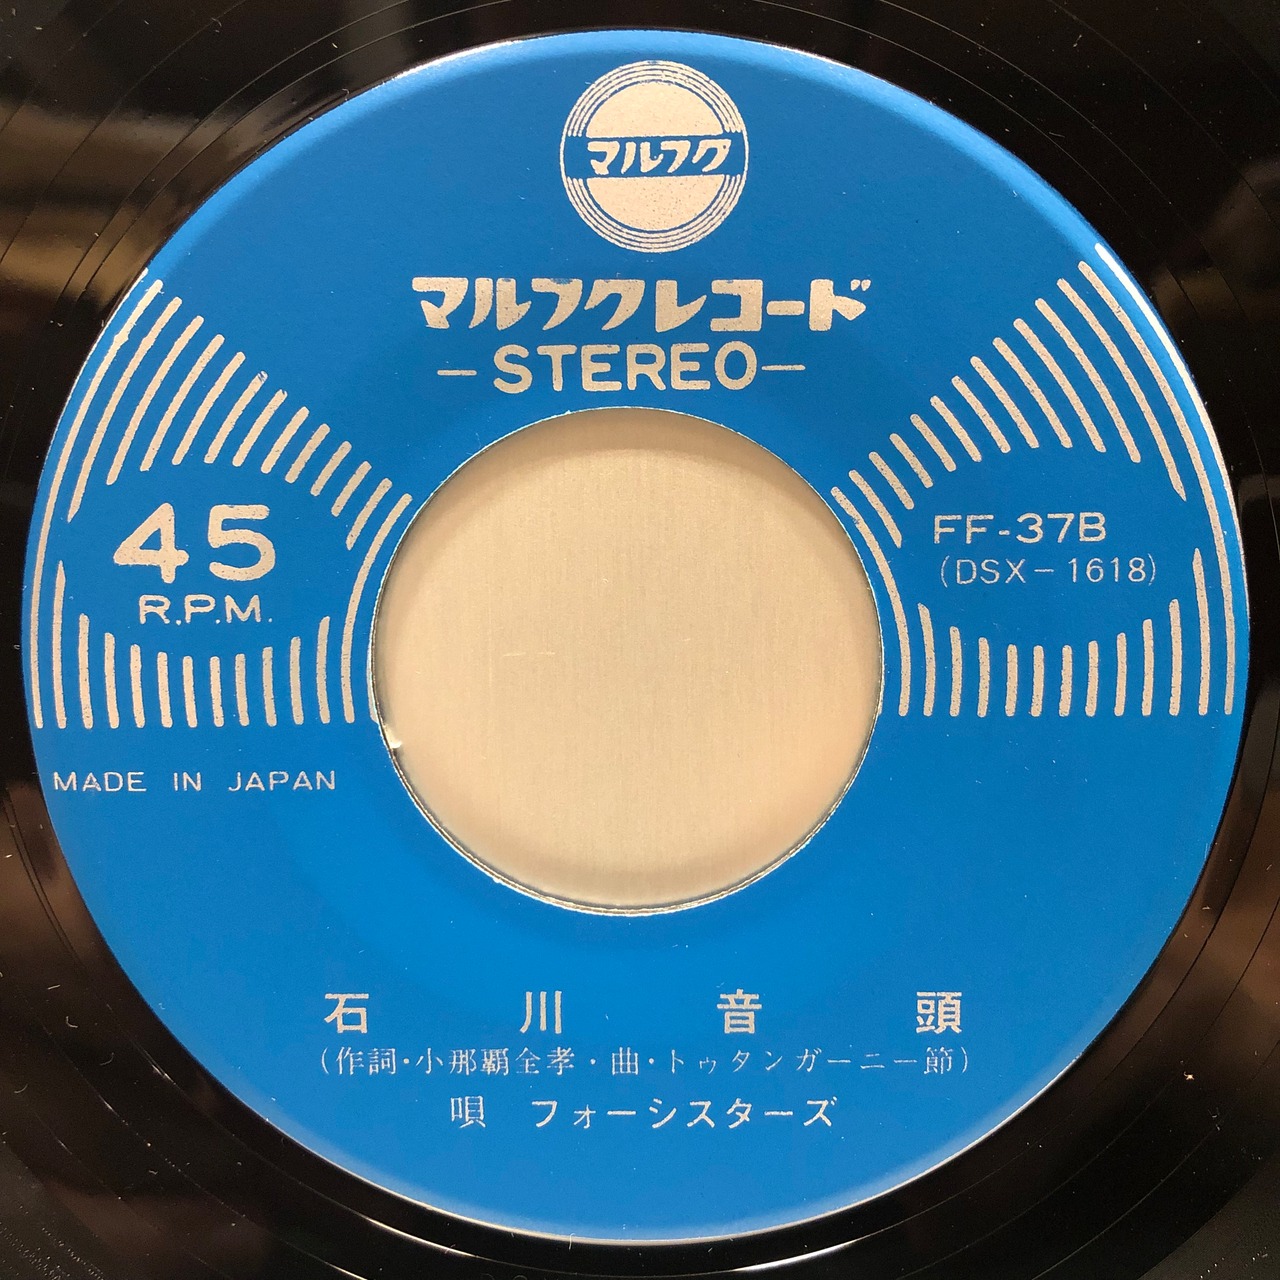 マルフク
マルフクレコード
—STEREO—
45
R.P.M.
FF-37B
(DSX-1618)
MADE IN JAPAN
石川音頭
(作詞・小那覇全孝・曲・トゥタンガーニー節)
唄 フォーシスターズ